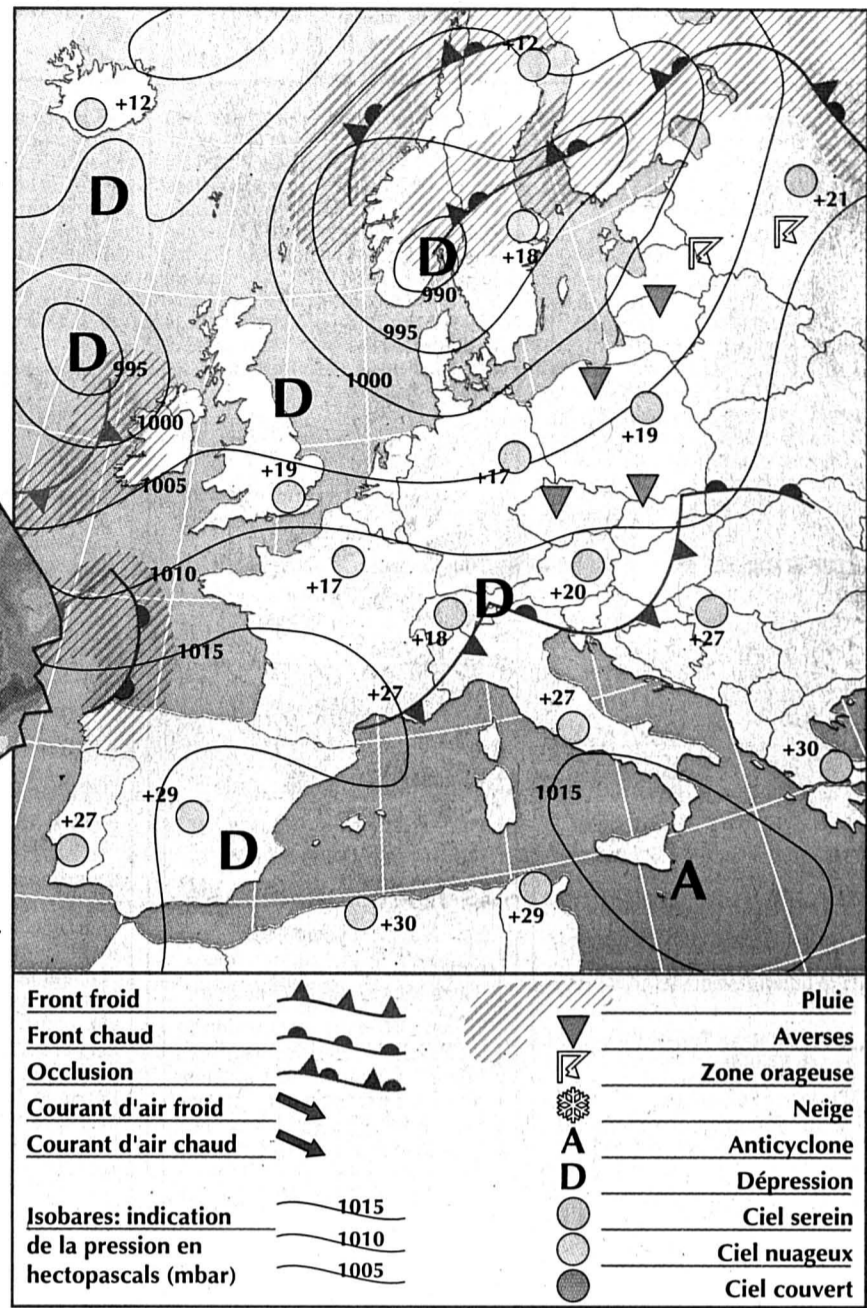 +12
+12
D
+21
+18
D
990
995
D
995
1000
D
1000
+19
1005
+19
+17
1010
+17
D
+20
+18
+27
1015
+27
+27
+30
1015
+29
+27
D
A
+30
+29
Front froid
Front chaud
Occlusion
Courant d'air froid
Courant d'air chaud
Isobares: indication
de la pression en
hectopascals (mbar)
1015
1010
1005
Pluie
Averses
Zone orageuse
Neige
A Anticyclone
D Dépression
Ciel serein
Ciel nuageux
Ciel couvert